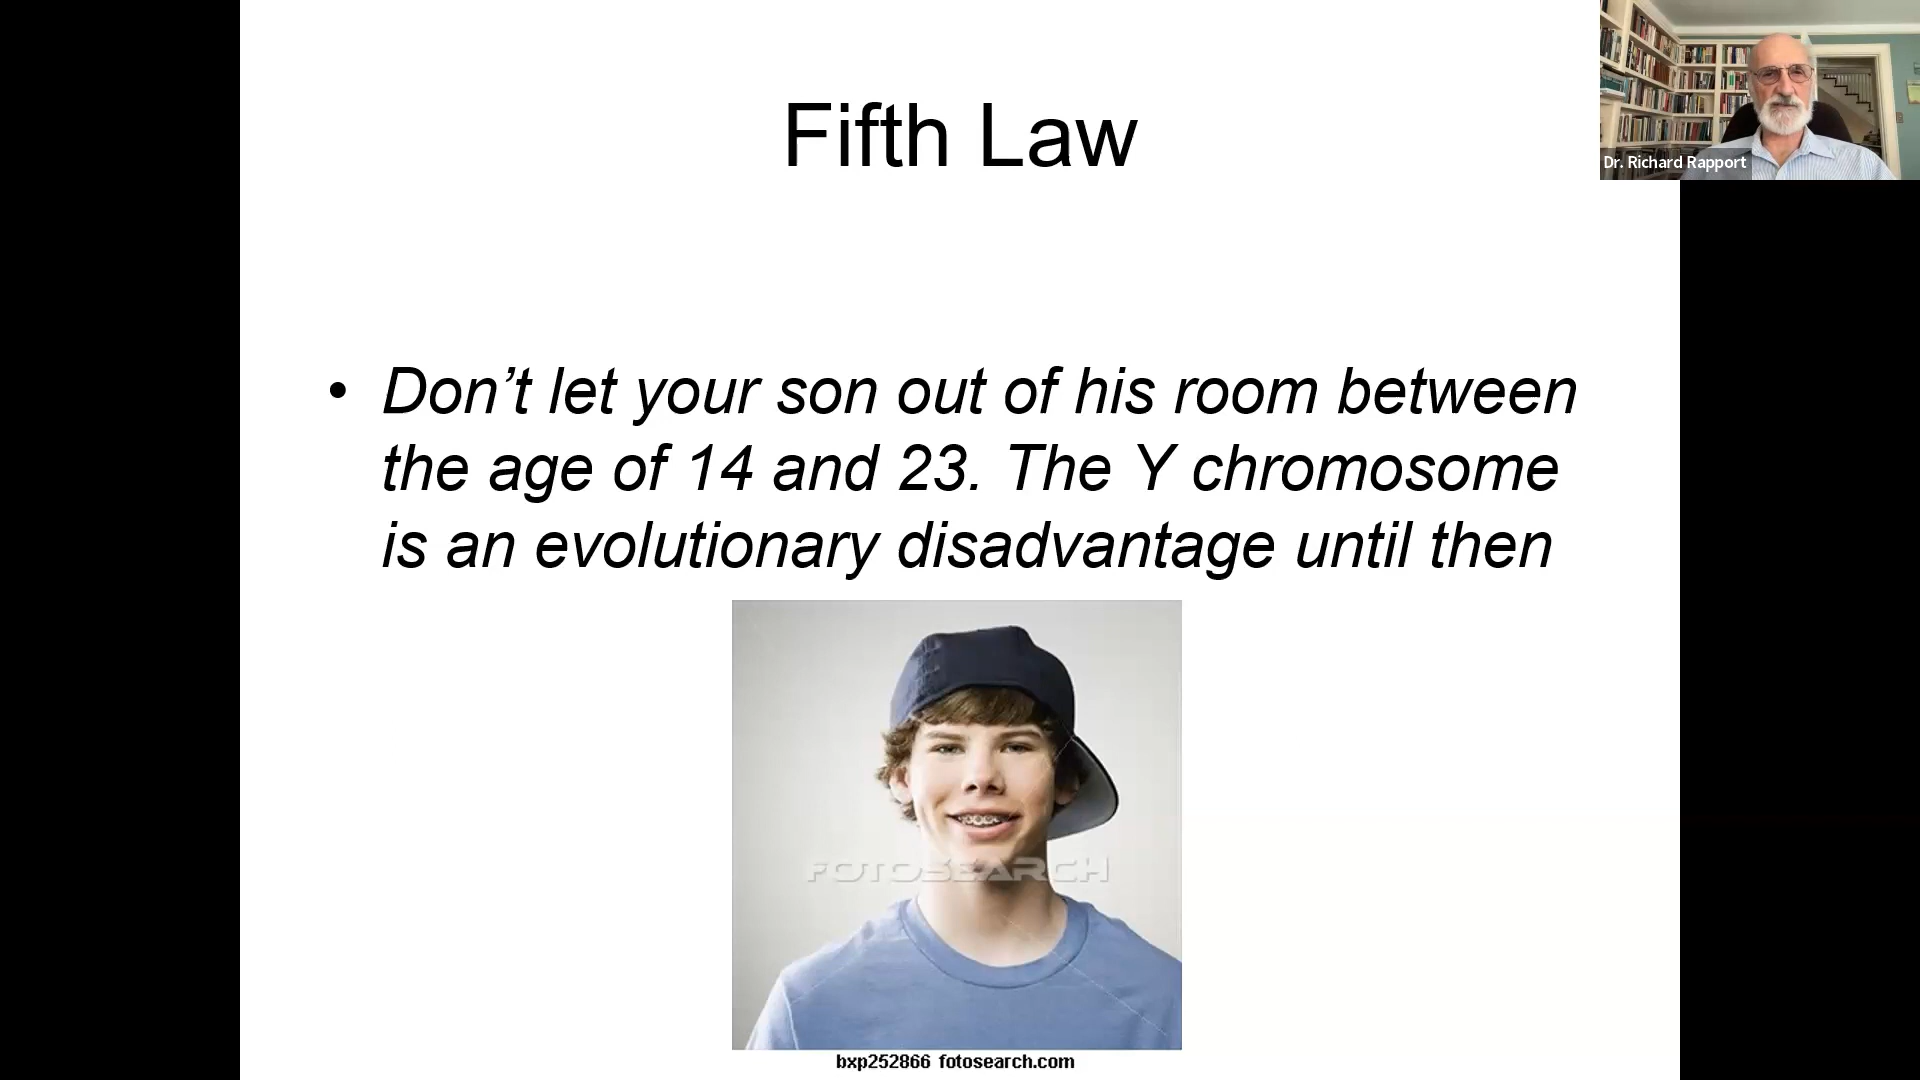 Fifth Law
Dr. Richard Rapport
• Don’t let your son out of his room between
the age of 14 and 23. The Y chromosome
is an evolutionary disadvantage until then
FOTOSEARCH
bxp252866 fotosearch.com